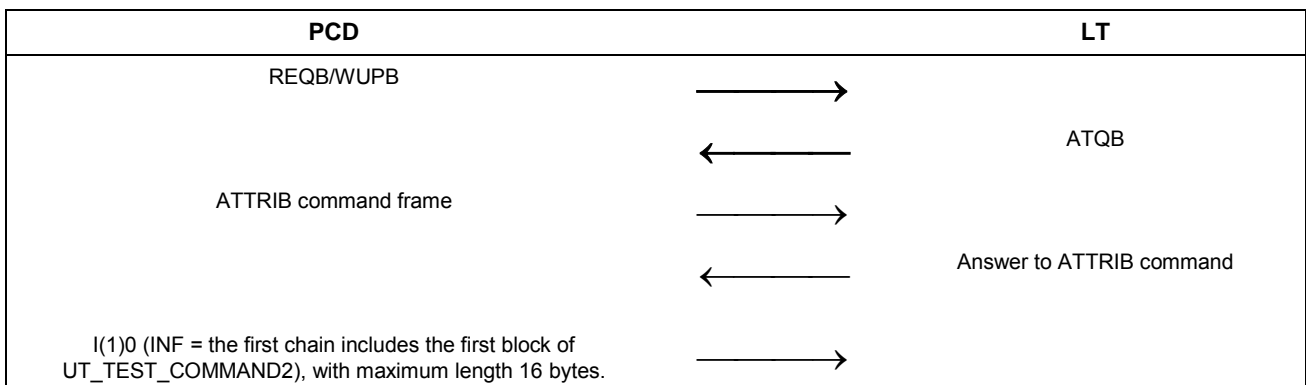 PCD LT
REQB/WUPB
ATQB
ATTRIB command frame
Answer to ATTRIB command
I(1)0 (INF = the first chain includes the first block of
UT_TEST_COMMAND2), with maximum length 16 bytes.